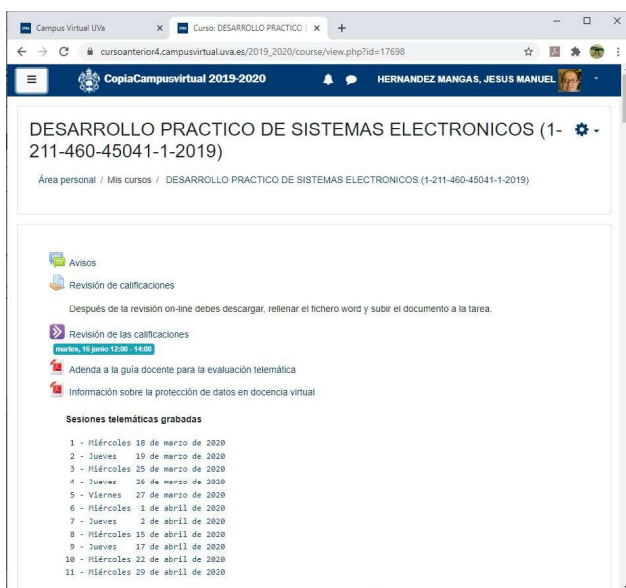 Campus Virtual UVa
Curso: DESARROLLO PRACTICO
cursoanterior4.campusvirtual.uva.es/2019_2020/course/view.php?id=17698
CopiaCampusvirtual 2019-2020
HERNANDEZ MANGAS, JESUS MANUEL
DESARROLLO PRACTICO DE SISTEMAS ELECTRONICOS (1-
211-460-45041-1-2019)
Área personal / Mis cursos / DESARROLLO PRACTICO DE SISTEMAS ELECTRONICOS (1-211-460-45041-1-2019)
Avisos
Revisión de calificaciones
Después de la revisión on-line debes descargar, rellenar el fichero word y subir el documento a la tarea.
Revisión de las calificaciones
martes, 16 junio 12:00 - 14:00
Adenda a la guía docente para la evaluación telemática
Información sobre la protección de datos en docencia virtual
Sesiones telemáticas grabadas
1 - Miércoles 18 de marzo de 2020
2 - Jueves 19 de marzo de 2020
3 - Miércoles 25 de marzo de 2020
4 - Jueves 26 de marzo de 2020
5 - Viernes 27 de marzo de 2020
6 - Miércoles 1 de abril de 2020
7 - Jueves 2 de abril de 2020
8 - Miércoles 15 de abril de 2020
9 - Jueves 17 de abril de 2020
10 - Miércoles 22 de abril de 2020
11 - Miércoles 29 de abril de 2020